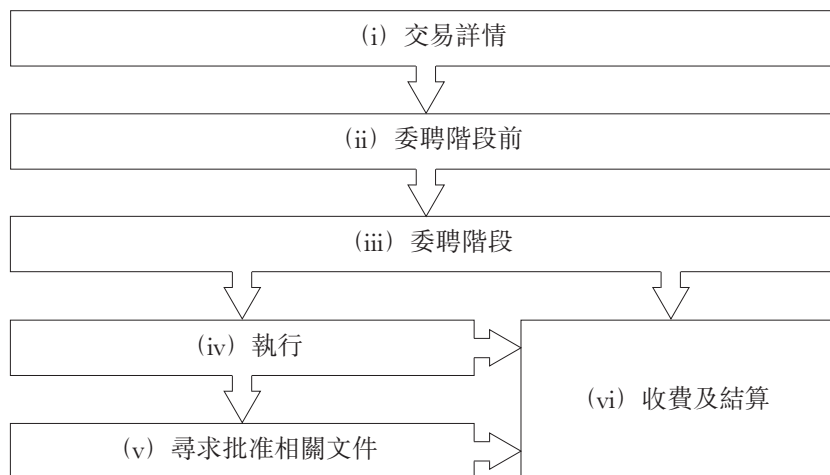 (i) 交易詳情
(ii) 委聘階段前
(iii) 委聘階段
(iv) 執行
(vi) 收費及結算
(v) 尋求批准相關文件